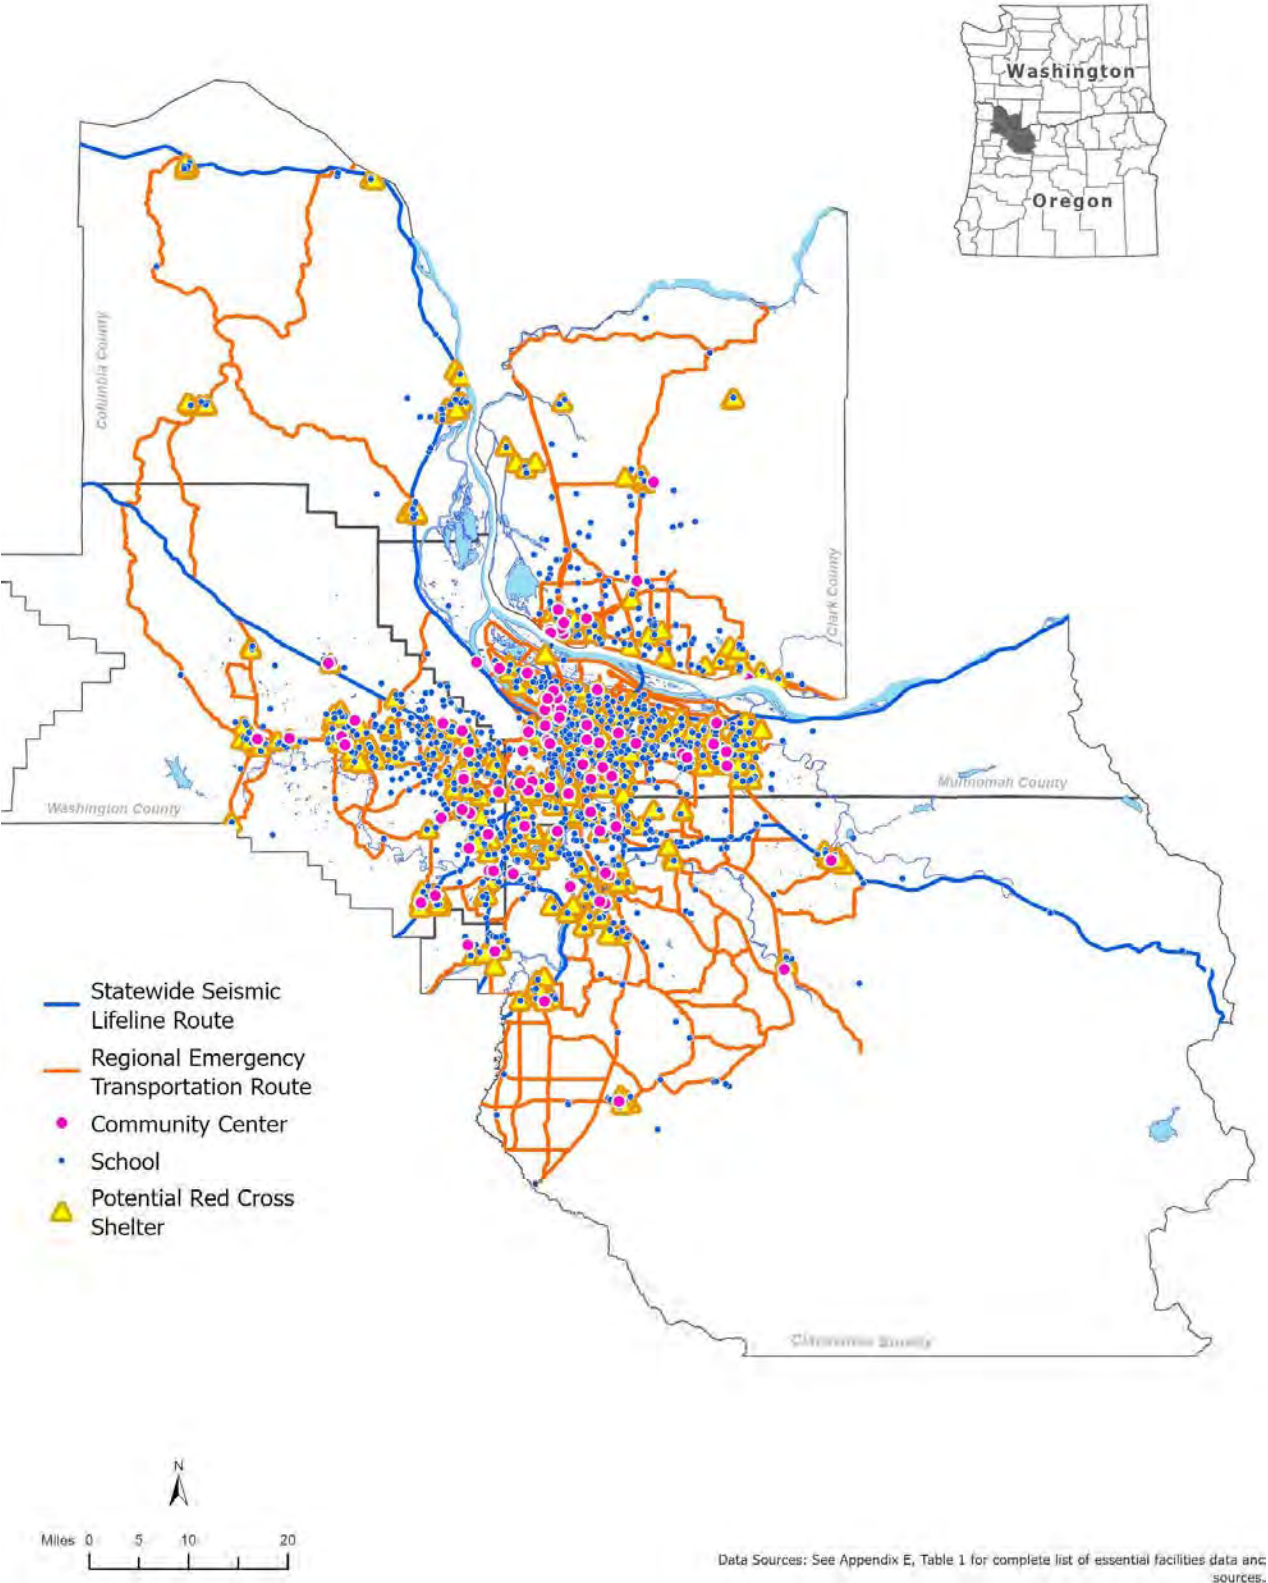 Washington
Oregon
Columbia County
Clark County
Multnomah County
Washington County
Statewide Seismic
Lifeline Route
Regional Emergency
Transportation Route
Community Center
School
Potential Red Cross
Shelter
County
N
Miles 0 5 10 20
Data Sources: See Appendix E, Table 1 for complete list of essential facilities data and
sources.